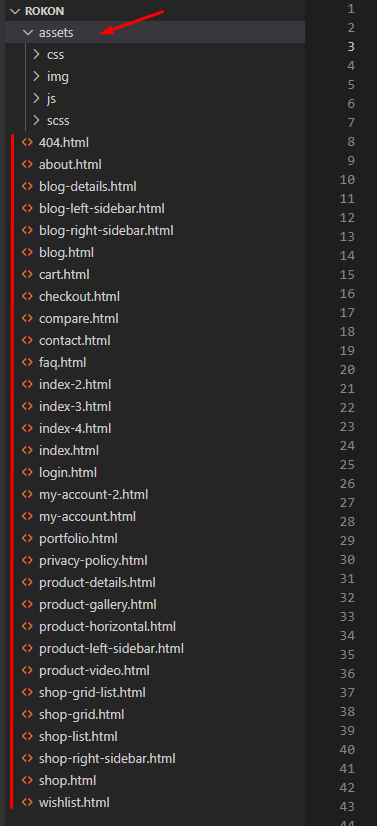 ROKON
assets
css
img
js
scss
404.html
about.html
blog-details.html
blog-left-sidebar.html
blog-right-sidebar.html
blog.html
cart.html
checkout.html
compare.html
contact.html
faq.html
index-2.html
index-3.html
index-4.html
index.html
login.html
my-account-2.html
my-account.html
portfolio.html
privacy-policy.html
product-details.html
product-gallery.html
product-horizontal.html
product-left-sidebar.html
product-video.html
shop-grid-list.html
shop-grid.html
shop-list.html
shop-right-sidebar.html
shop.html
wishlist.html
1
2
3
4
5
6
7
8
9
10
11
12
13
14
15
16
17
18
19
20
21
22
23
24
25
26
27
28
29
30
31
32
33
34
35
36
37
38
39
40
41
42
43
44